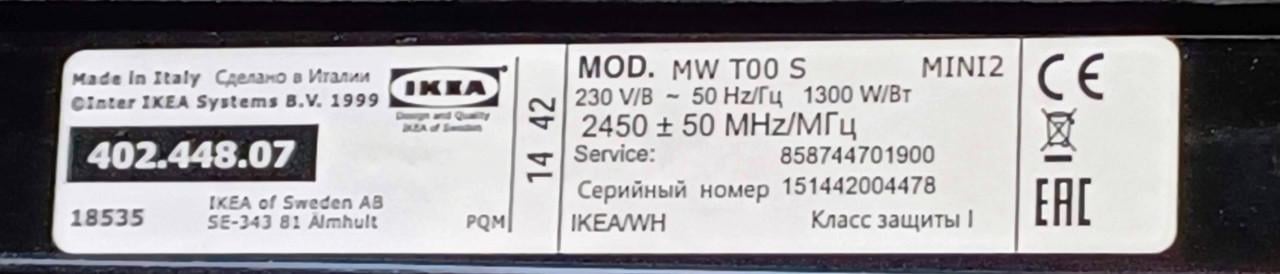 Made in Italy Сделано в Италии
©Inter IKEA Systems B.V. 1999
IKEA
Design and Quality
IKEA of Sweden
402.448.07
18535
IKEA of Sweden AB
SE-343 81 Älmhult
PQM
14 42
MOD. MW T00 S MINI2
230 V/В ~ 50 Hz/Гц 1300 W/Вт
2450 ± 50 MHz/МГц
Service: 858744701900
Серийный номер 151442004478
IKEA/WH Класс защиты I
CE
EAC